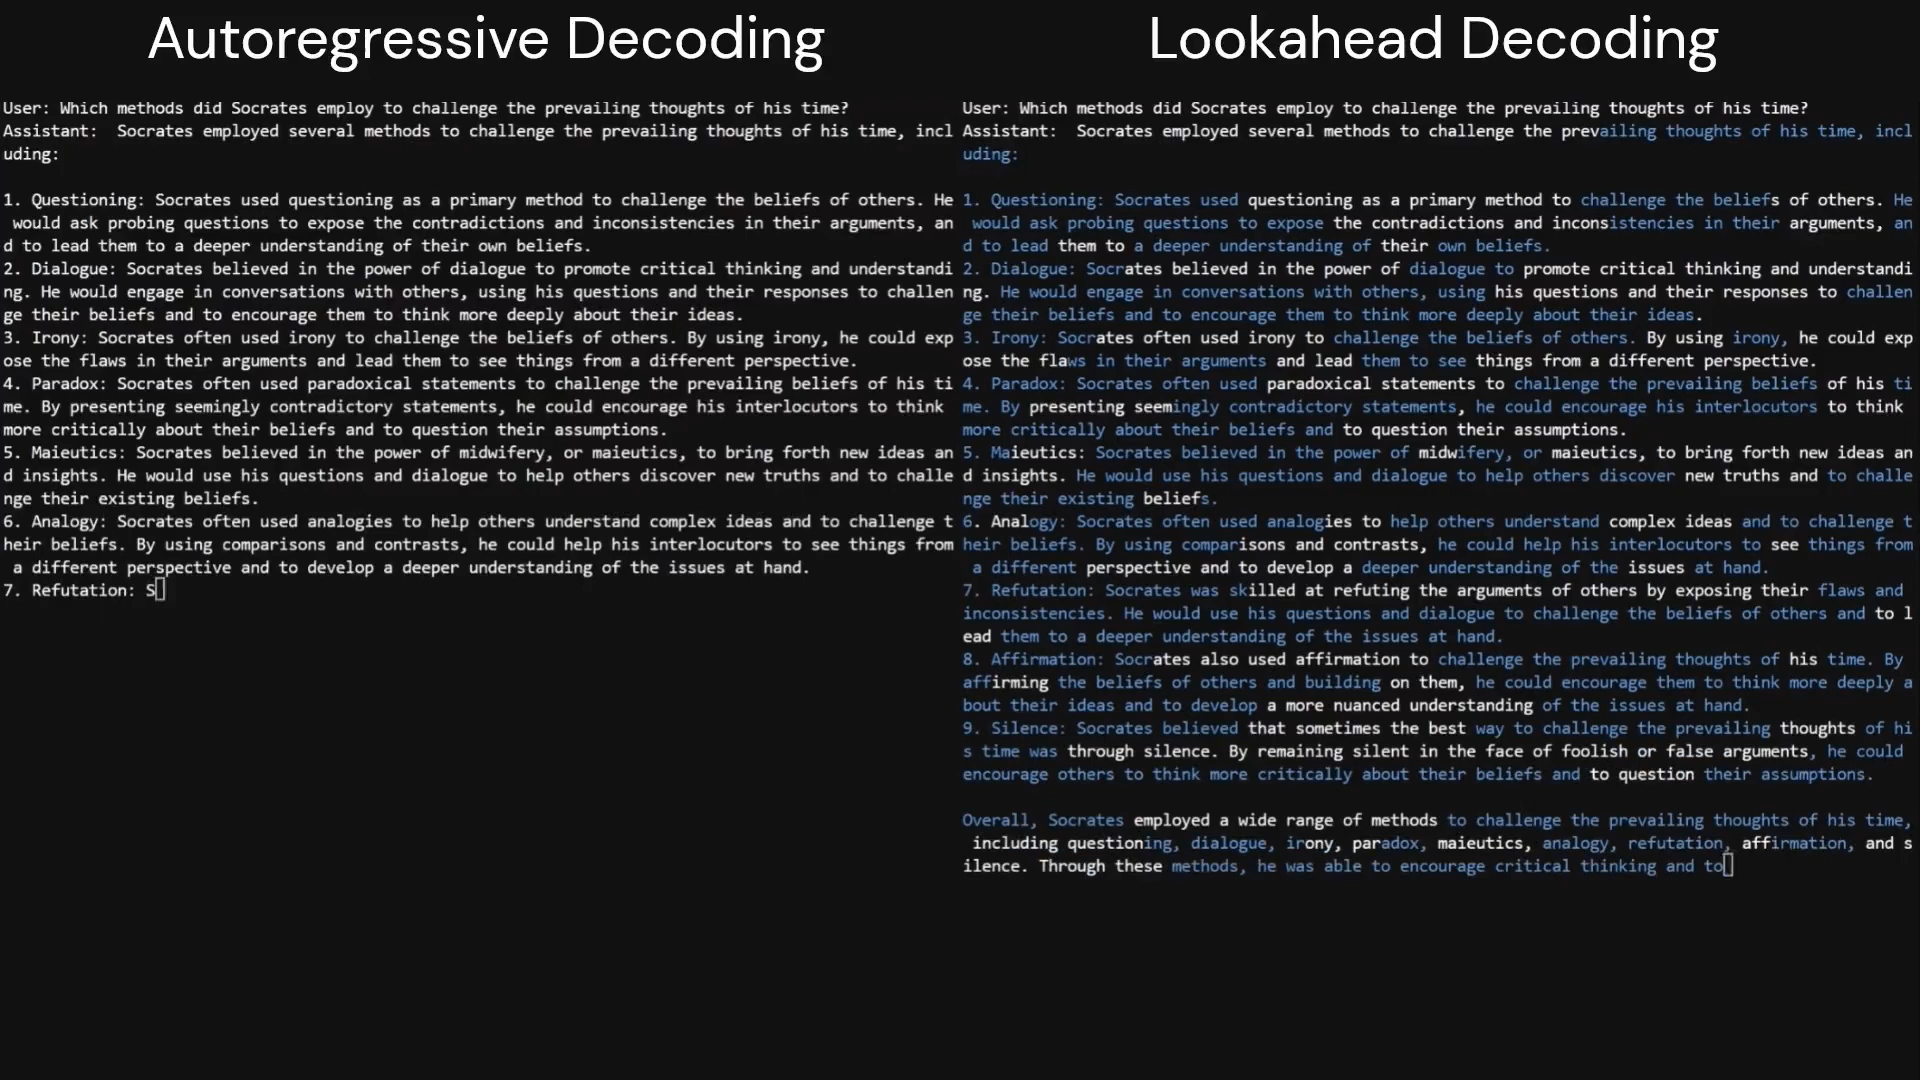 Autoregressive Decoding
User: Which methods did Socrates employ to challenge the prevailing thoughts of his time?
Assistant:  Socrates employed several methods to challenge the prevailing thoughts of his time, incl
uding:
1. Questioning: Socrates used questioning as a primary method to challenge the beliefs of others. He
 would ask probing questions to expose the contradictions and inconsistencies in their arguments, an
d to lead them to a deeper understanding of their own beliefs.
2. Dialogue: Socrates believed in the power of dialogue to promote critical thinking and understandi
ng. He would engage in conversations with others, using his questions and their responses to challen
ge their beliefs and to encourage them to think more deeply about their ideas.
3. Irony: Socrates often used irony to challenge the beliefs of others. By using irony, he could exp
ose the flaws in their arguments and lead them to see things from a different perspective.
4. Paradox: Socrates often used paradoxical statements to challenge the prevailing beliefs of his ti
me. By presenting seemingly contradictory statements, he could encourage his interlocutors to think
more critically about their beliefs and to question their assumptions.
5. Maieutics: Socrates believed in the power of midwifery, or maieutics, to bring forth new ideas an
d insights. He would use his questions and dialogue to help others discover new truths and to challe
nge their existing beliefs.
6. Analogy: Socrates often used analogies to help others understand complex ideas and to challenge t
heir beliefs. By using comparisons and contrasts, he could help his interlocutors to see things from
 a different perspective and to develop a deeper understanding of the issues at hand.
7. Refutation: S
Lookahead Decoding
User: Which methods did Socrates employ to challenge the prevailing thoughts of his time?
Assistant:  Socrates employed several methods to challenge the prevailing thoughts of his time, incl
uding:
1. Questioning: Socrates used questioning as a primary method to challenge the beliefs of others. He
 would ask probing questions to expose the contradictions and inconsistencies in their arguments, an
d to lead them to a deeper understanding of their own beliefs.
2. Dialogue: Socrates believed in the power of dialogue to promote critical thinking and understandi
ng. He would engage in conversations with others, using his questions and their responses to challen
ge their beliefs and to encourage them to think more deeply about their ideas.
3. Irony: Socrates often used irony to challenge the beliefs of others. By using irony, he could exp
ose the flaws in their arguments and lead them to see things from a different perspective.
4. Paradox: Socrates often used paradoxical statements to challenge the prevailing beliefs of his ti
me. By presenting seemingly contradictory statements, he could encourage his interlocutors to think
more critically about their beliefs and to question their assumptions.
5. Maieutics: Socrates believed in the power of midwifery, or maieutics, to bring forth new ideas an
d insights. He would use his questions and dialogue to help others discover new truths and to challe
nge their existing beliefs.
6. Analogy: Socrates often used analogies to help others understand complex ideas and to challenge t
heir beliefs. By using comparisons and contrasts, he could help his interlocutors to see things from
 a different perspective and to develop a deeper understanding of the issues at hand.
7. Refutation: Socrates was skilled at refuting the arguments of others by exposing their flaws and
inconsistencies. He would use his questions and dialogue to challenge the beliefs of others and to l
ead them to a deeper understanding of the issues at hand.
8. Affirmation: Socrates also used affirmation to challenge the prevailing thoughts of his time. By
affirming the beliefs of others and building on them, he could encourage them to think more deeply a
bout their ideas and to develop a more nuanced understanding of the issues at hand.
9. Silence: Socrates believed that sometimes the best way to challenge the prevailing thoughts of hi
s time was through silence. By remaining silent in the face of foolish or false arguments, he could
encourage others to think more critically about their beliefs and to question their assumptions.
Overall, Socrates employed a wide range of methods to challenge the prevailing thoughts of his time,
 including questioning, dialogue, irony, paradox, maieutics, analogy, refutation, affirmation, and s
ilence. Through these methods, he was able to encourage critical thinking and to